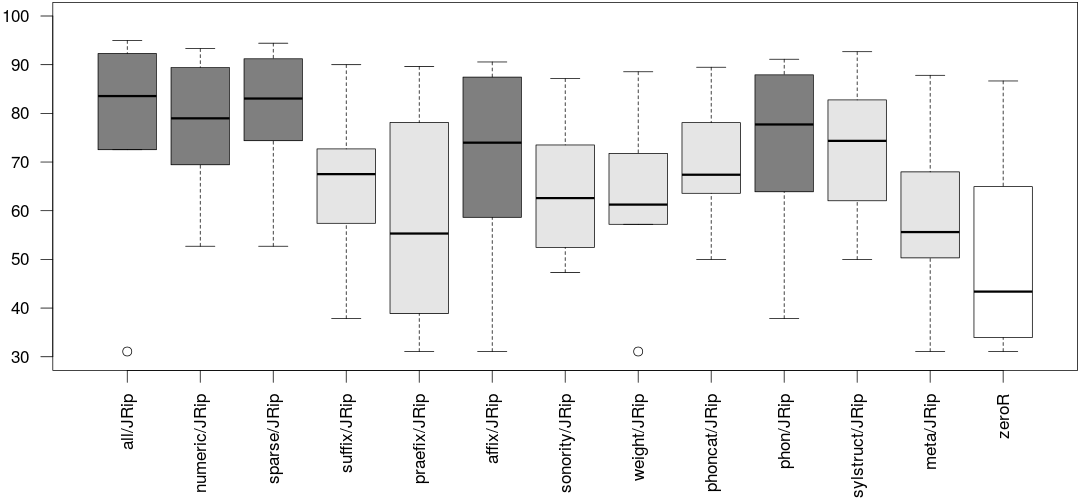 100
90
80
70
60
50
40
30
all/JRip
numeric/JRip
sparse/JRip
suffix/JRip
praefix/JRip
affix/JRip
sonority/JRip
weight/JRip
phoncat/JRip
phon/JRip
sylstruct/JRip
meta/JRip
zeroR